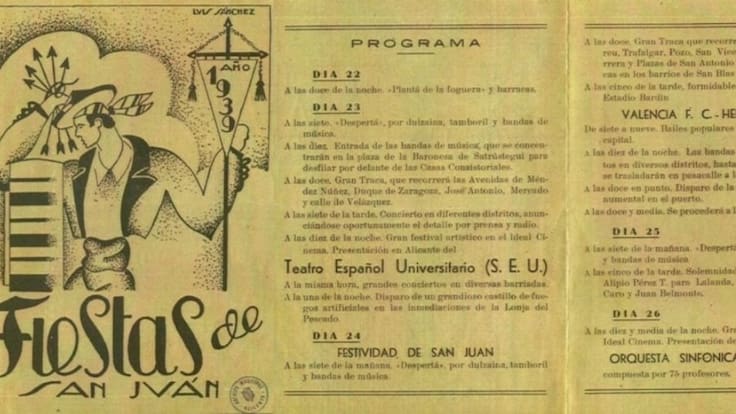 LVIS SÁNCHEZ
AÑO
1939
Fiestas de
SAN JVÁN
PROGRAMA
DIA 22
A las doce de la noche. «Plantá de la foguera» y barracas.
DIA 23
A las siete. «Despertá», por dulzaina, tamboril y bandas de
música.
A las diez. Entrada de las bandas de música, que se concen-
trarán en la plaza de la Baronesa de Satrústegui para
desfilar por delante de las Casas Consistoriales.
A las doce, Gran Traca, que recorrerá las Avenidas de Mén-
dez Núñez, Duque de Zaragoza, José Antonio, Mercado
y calle de Velázquez.
A las siete de la tarde. Concierto en diferentes distritos, anun-
ciándose oportunamente el detalle por prensa y radio.
A las diez de la noche. Gran festival artístico en el Ideal Ci-
nema. Presentación en Alicante del
Teatro Español Universitario (S. E. U.)
A la misma hora, grandes conciertos en diversas barriadas.
A la una de la noche. Disparo de un grandioso castillo de fue-
gos artificiales en las inmediaciones de la Lonja del
Pescado.
DIA 24
FESTIVIDAD DE SAN JUAN
A las siete de la mañana. «Despertá», por dulzaina, tamboril
y bandas de música.
A las doce. Gran Traca que recorre
reu, Trafalgar, Pozo, San Vice
rrera y Plazas de San Antonio
cas en los barrios de San Blas
A las cinco de la tarde, formidable
Estadio Bardin
VALENCIA F. C.-HE
De siete a nueve. Bailes populares
capital.
A las diez de la noche. Las bandas
tos en diversos distritos, hasta
se trasladarán en pasacalle a l
A las doce en punto. Disparo de la
aumental en el puerto.
A las doce y media. Se procederá a l
DIA 25
A las siete de la mañana. «Despertá
y bandas de música
A las cinco de la tarde. Solemnidad
Alipio Pérez T. para Lalanda,
Caro y Juan Belmonte.
DIA 26
A las diez y media de la noche. Gra
Ideal Cinema. Presentación de
ORQUESTA SINFONICA
compuesta por 75 profesores.